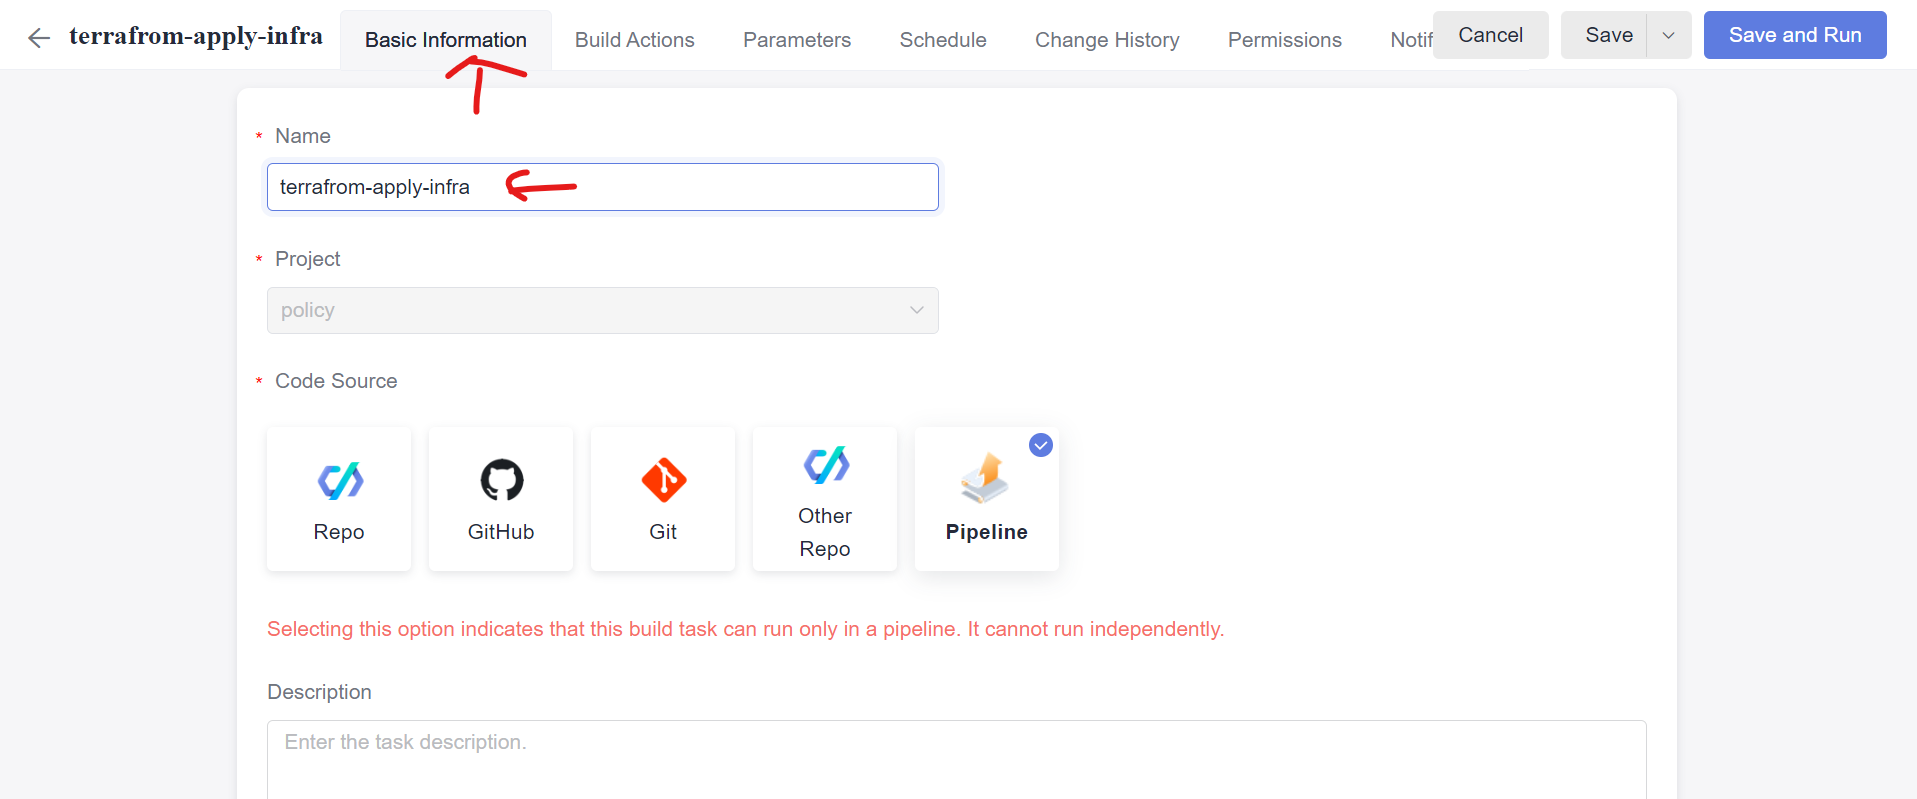 terrafrom-apply-infra Basic Information Build Actions Parameters Schedule Change History Permissions Notif Cancel Save Save and Run
* Name
terrafrom-apply-infra
* Project
policy
* Code Source
Repo GitHub Git Other Repo Pipeline
Selecting this option indicates that this build task can run only in a pipeline. It cannot run independently.
Description
Enter the task description.